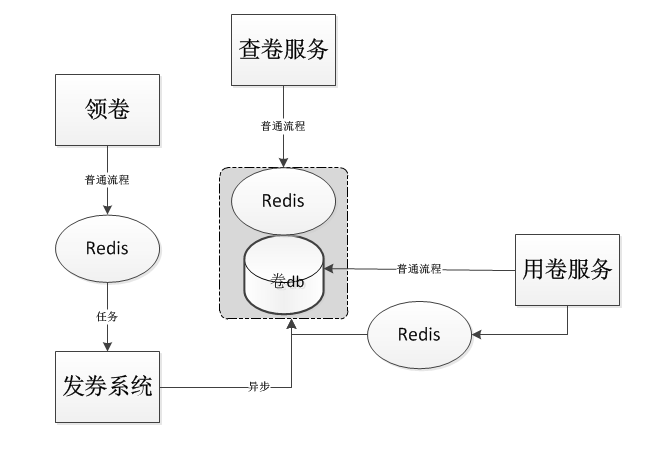 查卷服务
领卷
普通流程
普通流程
Redis
Redis
卷db
普通流程
用卷服务
任务
Redis
发券系统
异步